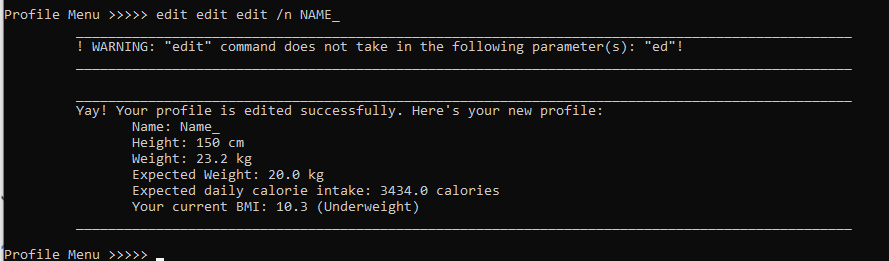 Profile Menu >>>>> edit edit edit /n NAME_
! WARNING: "edit" command does not take in the following parameter(s): "ed"!
Yay! Your profile is edited successfully. Here's your new profile:
Name: Name_
Height: 150 cm
Weight: 23.2 kg
Expected Weight: 20.0 kg
Expected daily calorie intake: 3434.0 calories
Your current BMI: 10.3 (Underweight)
Profile Menu >>>>>